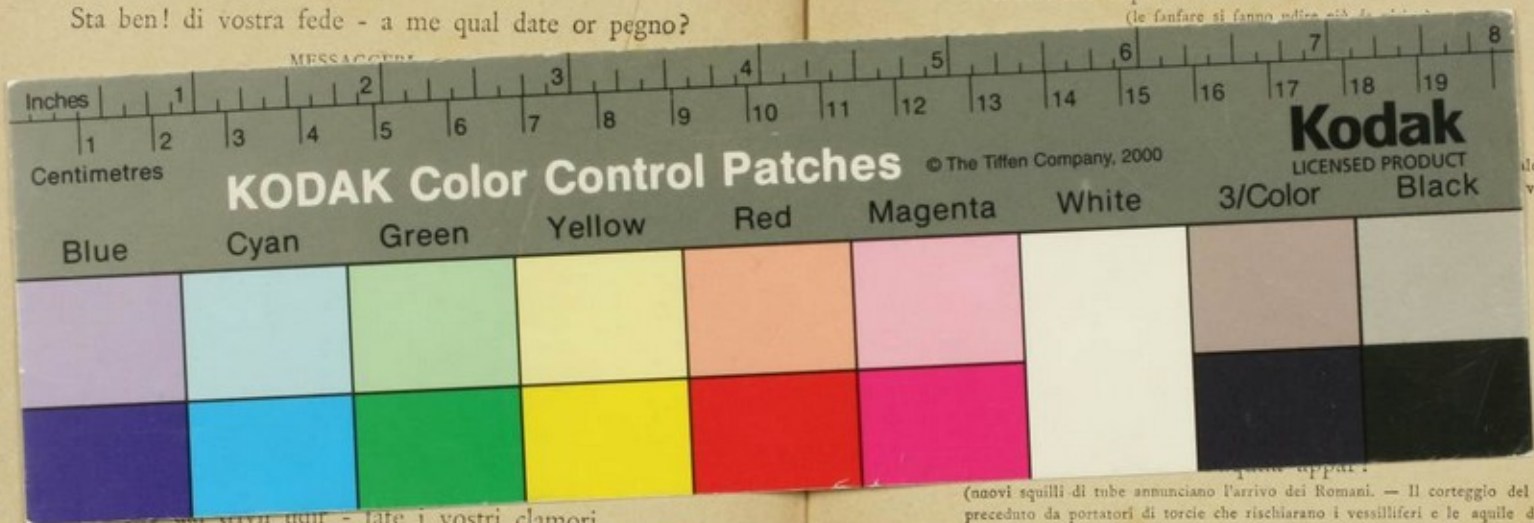 Sta ben! di vostra fede - a me qual date or pegno?
MESSAGGERI
(le fanfare si fanno udire più da
Inches 1 2 3 4 5 6 7 8
1 2 3 4 5 6 7 8 9 10 11 12 13 14 15 16 17 18 19
Centimetres
KODAK Color Control Patches © The Tiffen Company, 2000
Kodak
LICENSED PRODUCT
Blue Cyan Green Yellow Red Magenta White 3/Color Black
appar!
(nuovi squilli di tube annunciano l'arrivo dei Romani. — Il corteggio del
- fate i vostri clamori
preceduto da portatori di torcie che rischiarano i vessilliferi e le aquile d